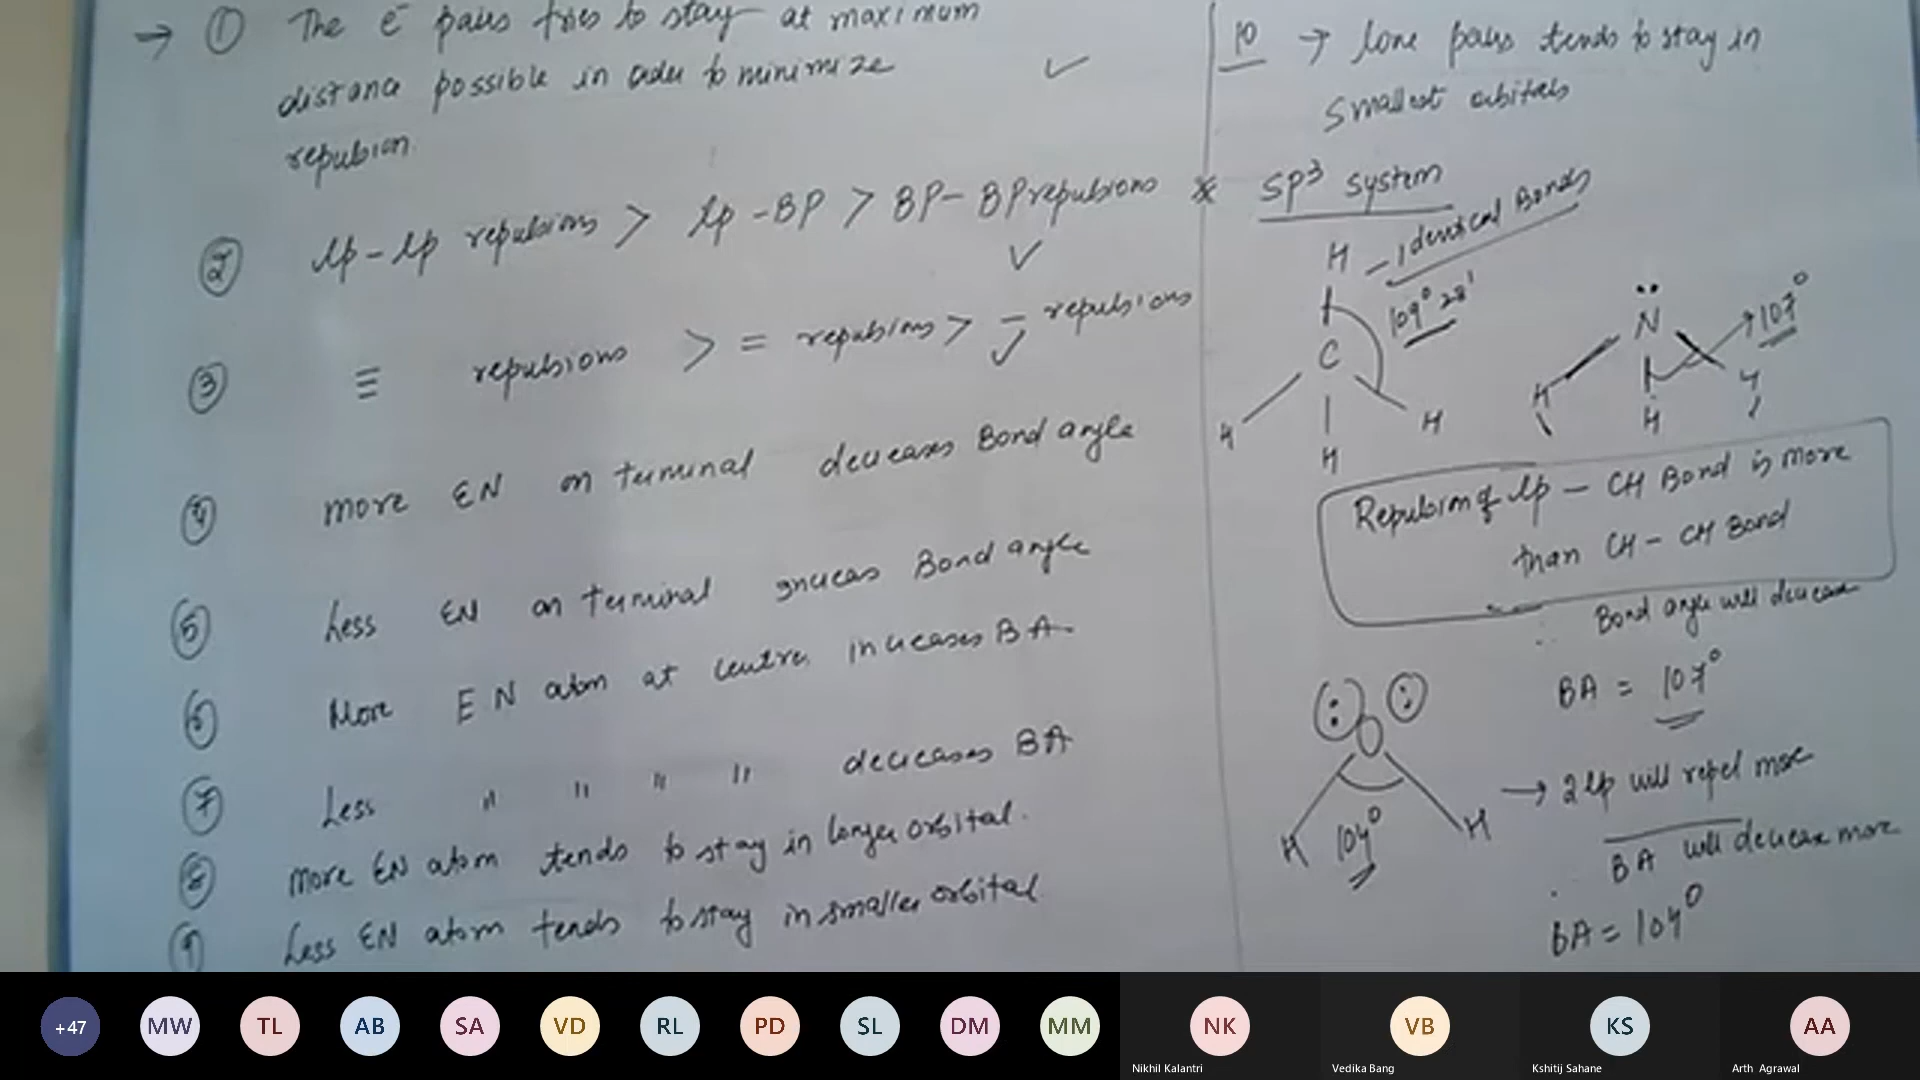 → ① The e⁻ pairs tries to stay at maximum
distance possible in order to minimize
repulsion.
② lp-lp repulsions > lp-BP > BP-BP repulsions
③ ≡ repulsions > = repulsions > - repulsions
④ more EN on terminal decreases Bond angle
⑤ Less EN on terminal increas Bond angle
⑥ More EN atom at centre increases BA
⑦ Less " " " " decreases BA
⑧ more EN atom tends to stay in larger orbital.
⑨ Less EN atom tends to stay in smaller orbital
10 → lone pairs tends to stay in
smallest orbitals
* SP³ system
H - identical Bonds
109° 28'
C
H H
H
N
107°
H H H
Repulsion of lp - CH Bond is more
than CH - CH Bond
∴ Bond angle will decrease
BA = 107°
O
H 104° H
→ 2 lp will repel more
∴ BA will decrease more
BA = 104°
+47 MW TL AB SA VD RL PD SL DM MM NK VB KS AA
Nikhil Kalantri Vedika Bang Kshitij Sahane Arth Agrawal